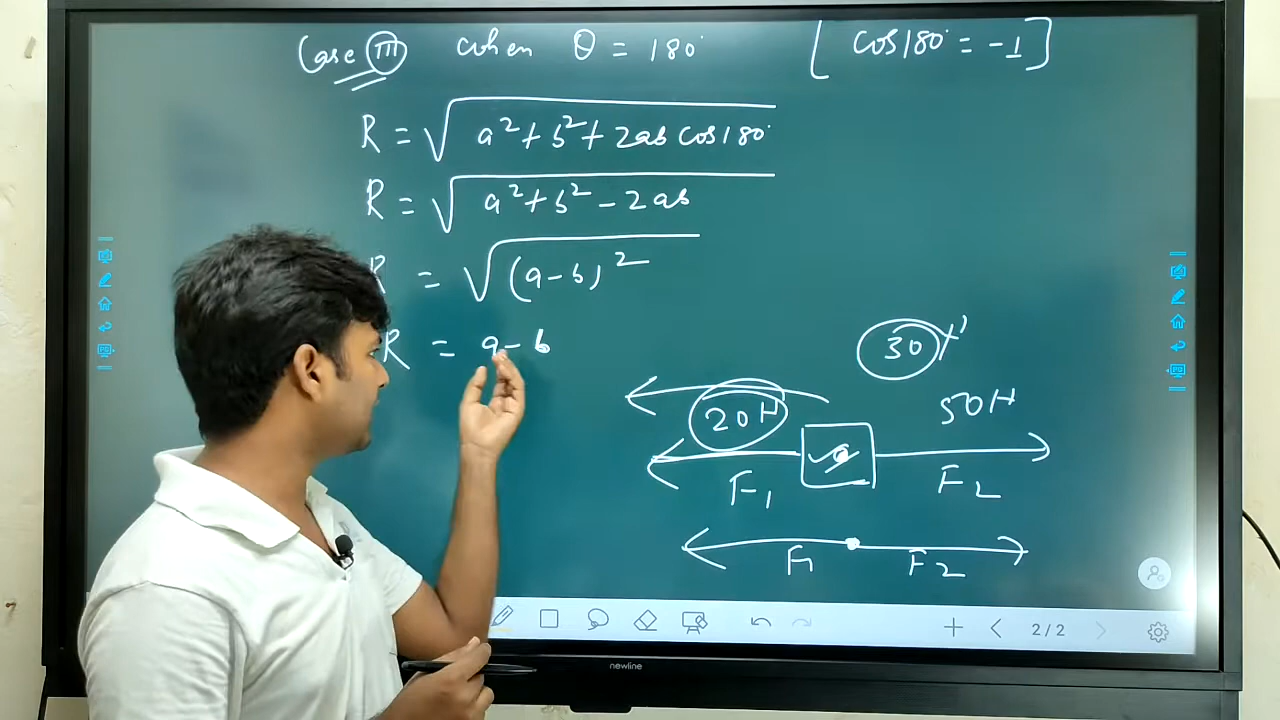 Case III when θ = 180° [cos180° = -1]
R = √a²+b²+2ab cos180°
R = √a²+b²-2ab
R = √(a-b)²
R = a-b
30
20N 50N
F₁ F₂
F₁ F₂
2/2
newline